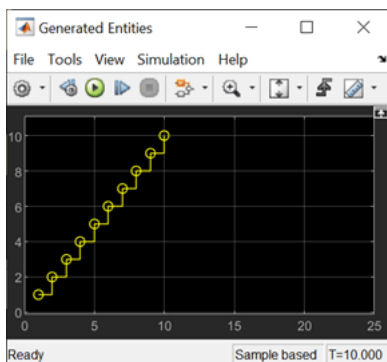 Generated Entities
File Tools View Simulation Help
10
8
6
4
2
0
0 5 10 15 20 25
Ready Sample based T=10.000